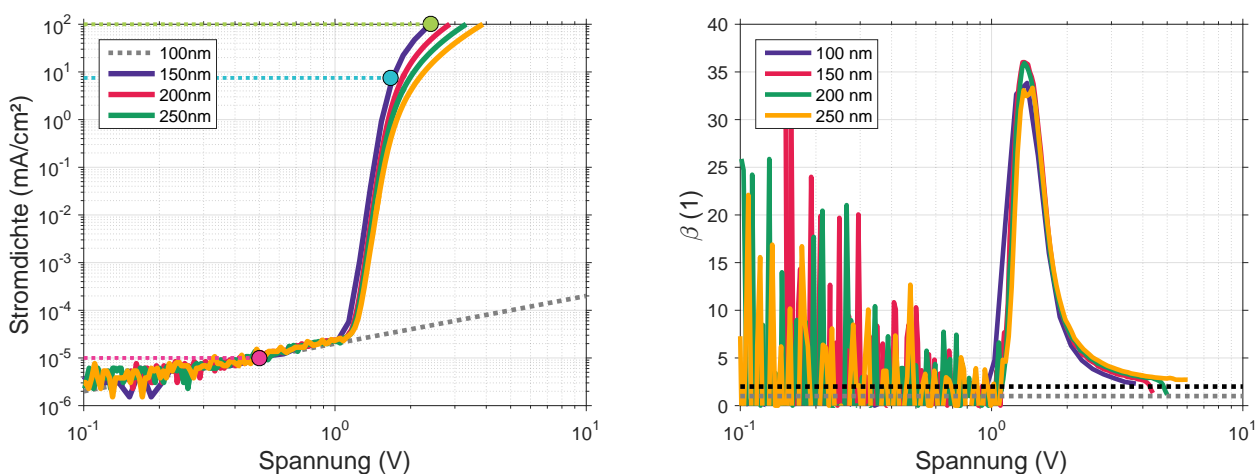 10²
10¹
10⁰
10⁻¹
10⁻²
10⁻³
10⁻⁴
10⁻⁵
10⁻⁶
Stromdichte (mA/cm²)
100nm
150nm
200nm
250nm
10⁻¹
10⁰
10¹
Spannung (V)
40
35
30
25
20
15
10
5
0
β (1)
100 nm
150 nm
200 nm
250 nm
10⁻¹
10⁰
10¹
Spannung (V)